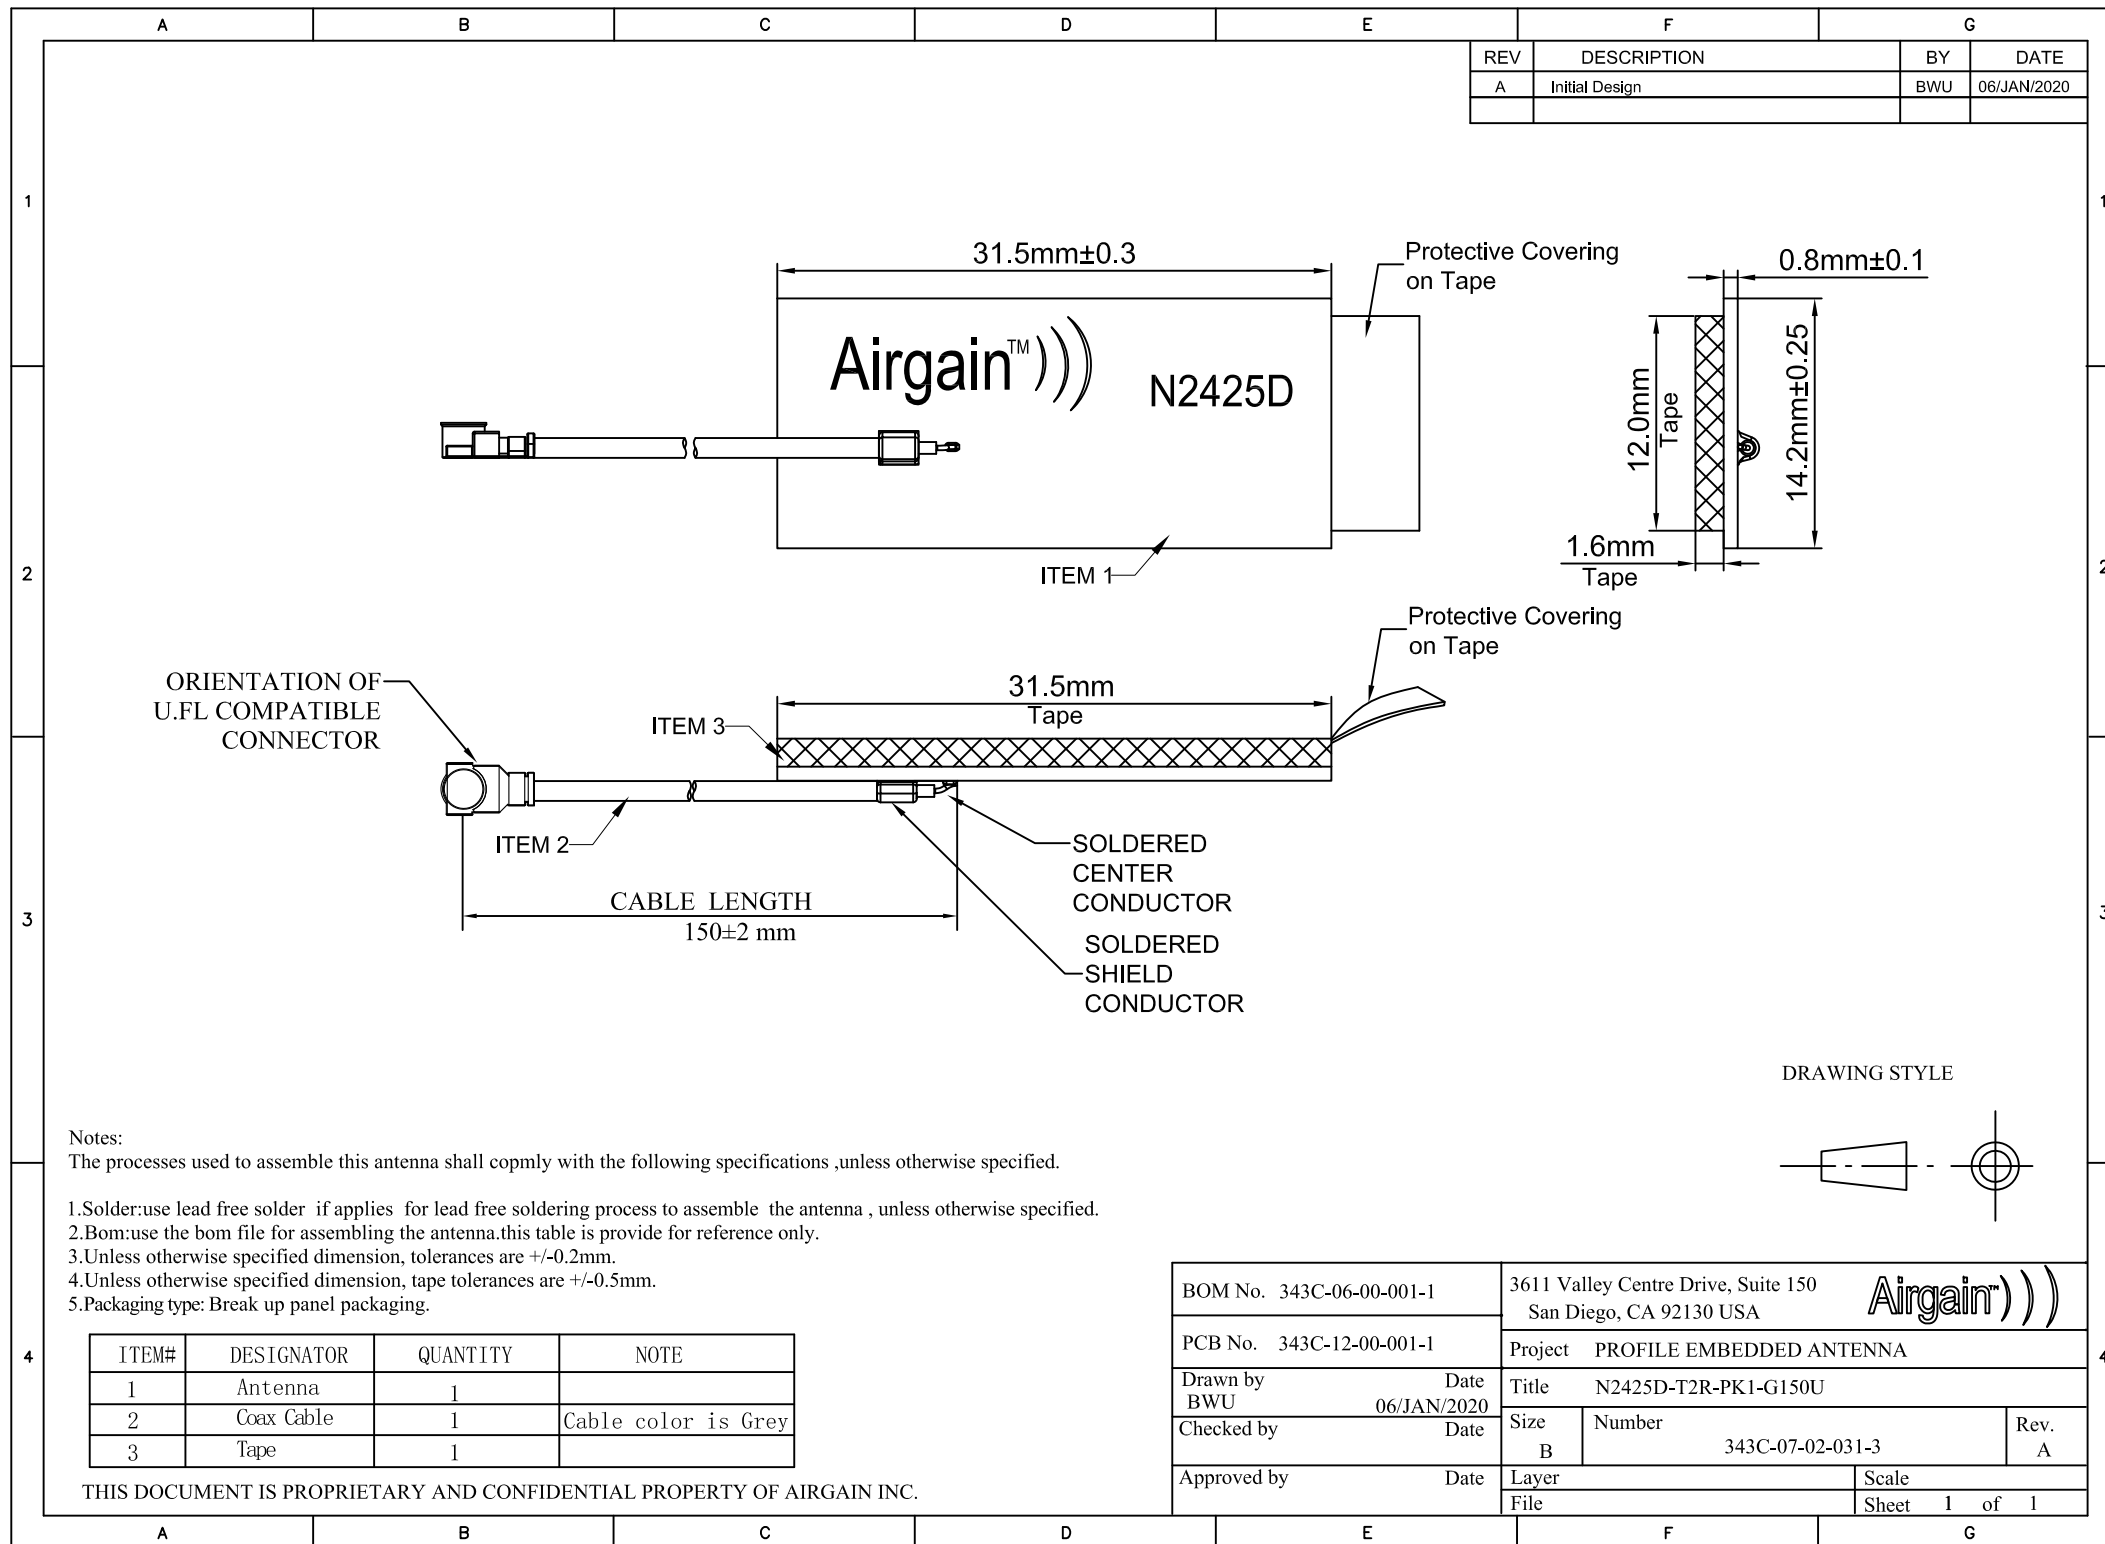 A B C D E F G
REV DESCRIPTION BY DATE
A Initial Design BWU 06/JAN/2020
1 1
31.5mm±0.3
Protective Covering
on Tape
0.8mm±0.1
Airgain™
N2425D
12.0mm
Tape
14.2mm±0.25
1.6mm
Tape
ITEM 1
2 2
Protective Covering
on Tape
ORIENTATION OF
U.FL COMPATIBLE
CONNECTOR
ITEM 3
31.5mm
Tape
ITEM 2
SOLDERED
CENTER
CONDUCTOR
CABLE LENGTH
150±2 mm
SOLDERED
SHIELD
CONDUCTOR
3 3
DRAWING STYLE
Notes:
The processes used to assemble this antenna shall copmly with the following specifications ,unless otherwise specified.
1.Solder:use lead free solder if applies for lead free soldering process to assemble the antenna , unless otherwise specified.
2.Bom:use the bom file for assembling the antenna.this table is provide for reference only.
3.Unless otherwise specified dimension, tolerances are +/-0.2mm.
4.Unless otherwise specified dimension, tape tolerances are +/-0.5mm.
5.Packaging type: Break up panel packaging.
4 4
ITEM# DESIGNATOR QUANTITY NOTE
1 Antenna 1
2 Coax Cable 1 Cable color is Grey
3 Tape 1
THIS DOCUMENT IS PROPRIETARY AND CONFIDENTIAL PROPERTY OF AIRGAIN INC.
BOM No. 343C-06-00-001-1
PCB No. 343C-12-00-001-1
Drawn by Date
BWU 06/JAN/2020
Checked by Date
Approved by Date
3611 Valley Centre Drive, Suite 150
San Diego, CA 92130 USA
Airgain™
Project PROFILE EMBEDDED ANTENNA
Title N2425D-T2R-PK1-G150U
Size Number Rev.
B 343C-07-02-031-3 A
Layer Scale
File Sheet 1 of 1
A B C D E F G